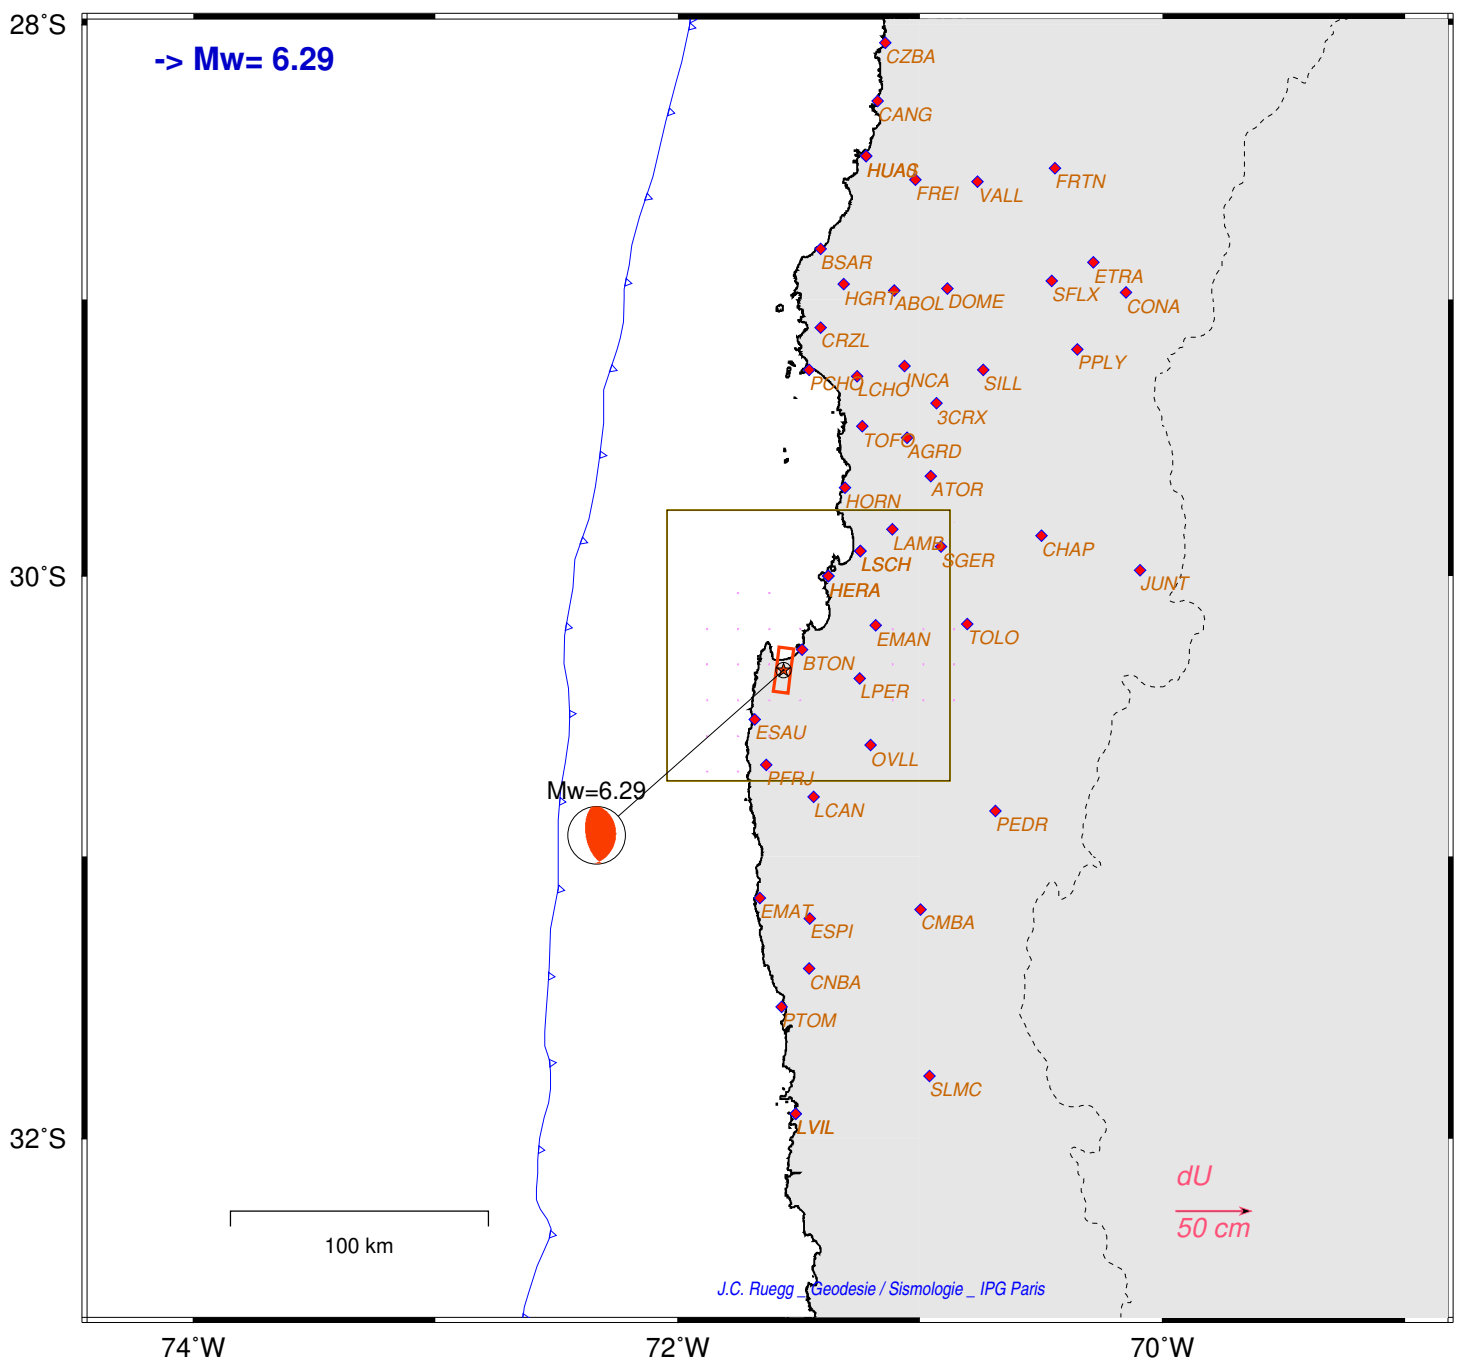 28°S
-> Mw= 6.29
CZBA
CANG
HUAS
FREI
VALL
FRTN
BSAR
HGRT
ABOL
DOME
SFLX
ETRA
CONA
CRZL
PPLY
PCHO
LCHO
INCA
SILL
3CRX
TOFO
AGRD
ATOR
HORN
LAMB
SGER
CHAP
LSCH
30°S
HERA
JUNT
EMAN
TOLO
BTON
LPER
ESAU
OVLL
PFRJ
Mw=6.29
LCAN
PEDR
EMAT
ESPI
CMBA
CNBA
PTOM
SLMC
LVIL
32°S
dU
50 cm
100 km
J.C. Ruegg _ Geodesie / Sismologie _ IPG Paris
74°W
72°W
70°W